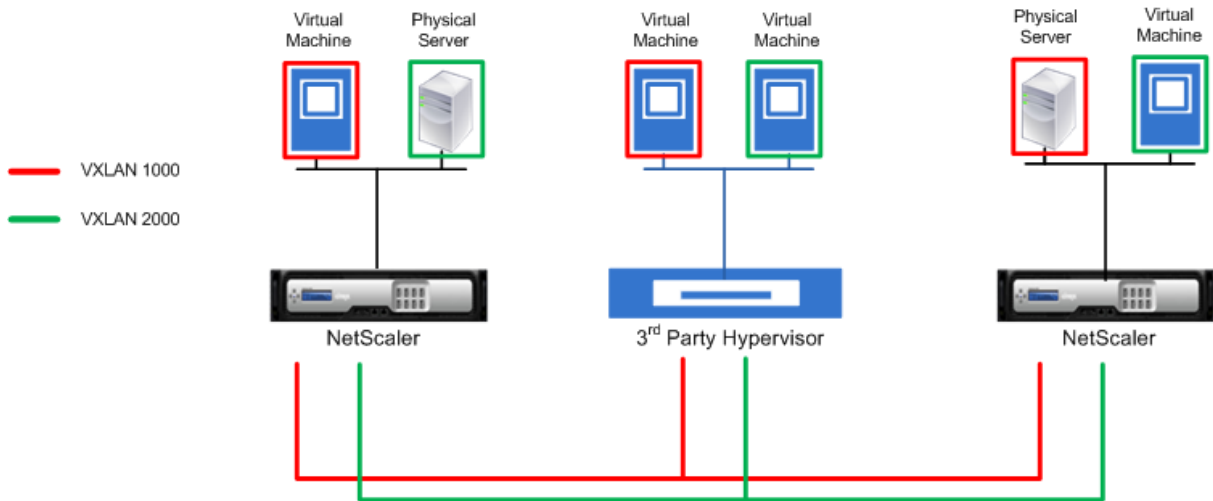 Virtual
Machine
Physical
Server
Virtual
Machine
Virtual
Machine
Physical
Server
Virtual
Machine
VXLAN 1000
VXLAN 2000
NetScaler
3rd Party Hypervisor
NetScaler